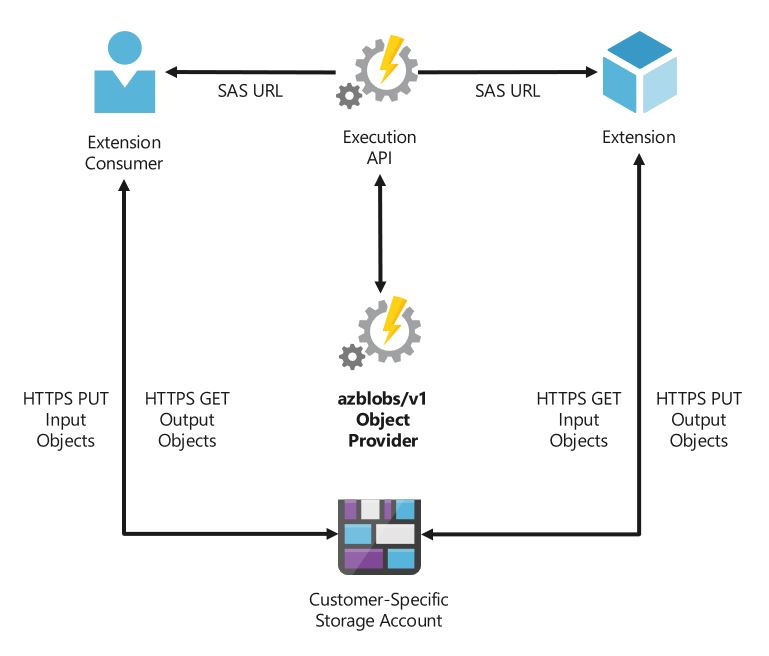 SAS URL
SAS URL
Extension
Consumer
Execution
API
Extension
HTTPS PUT
Input
Objects
HTTPS GET
Output
Objects
azblobs/v1
Object
Provider
HTTPS GET
Input
Objects
HTTPS PUT
Output
Objects
Customer-Specific
Storage Account